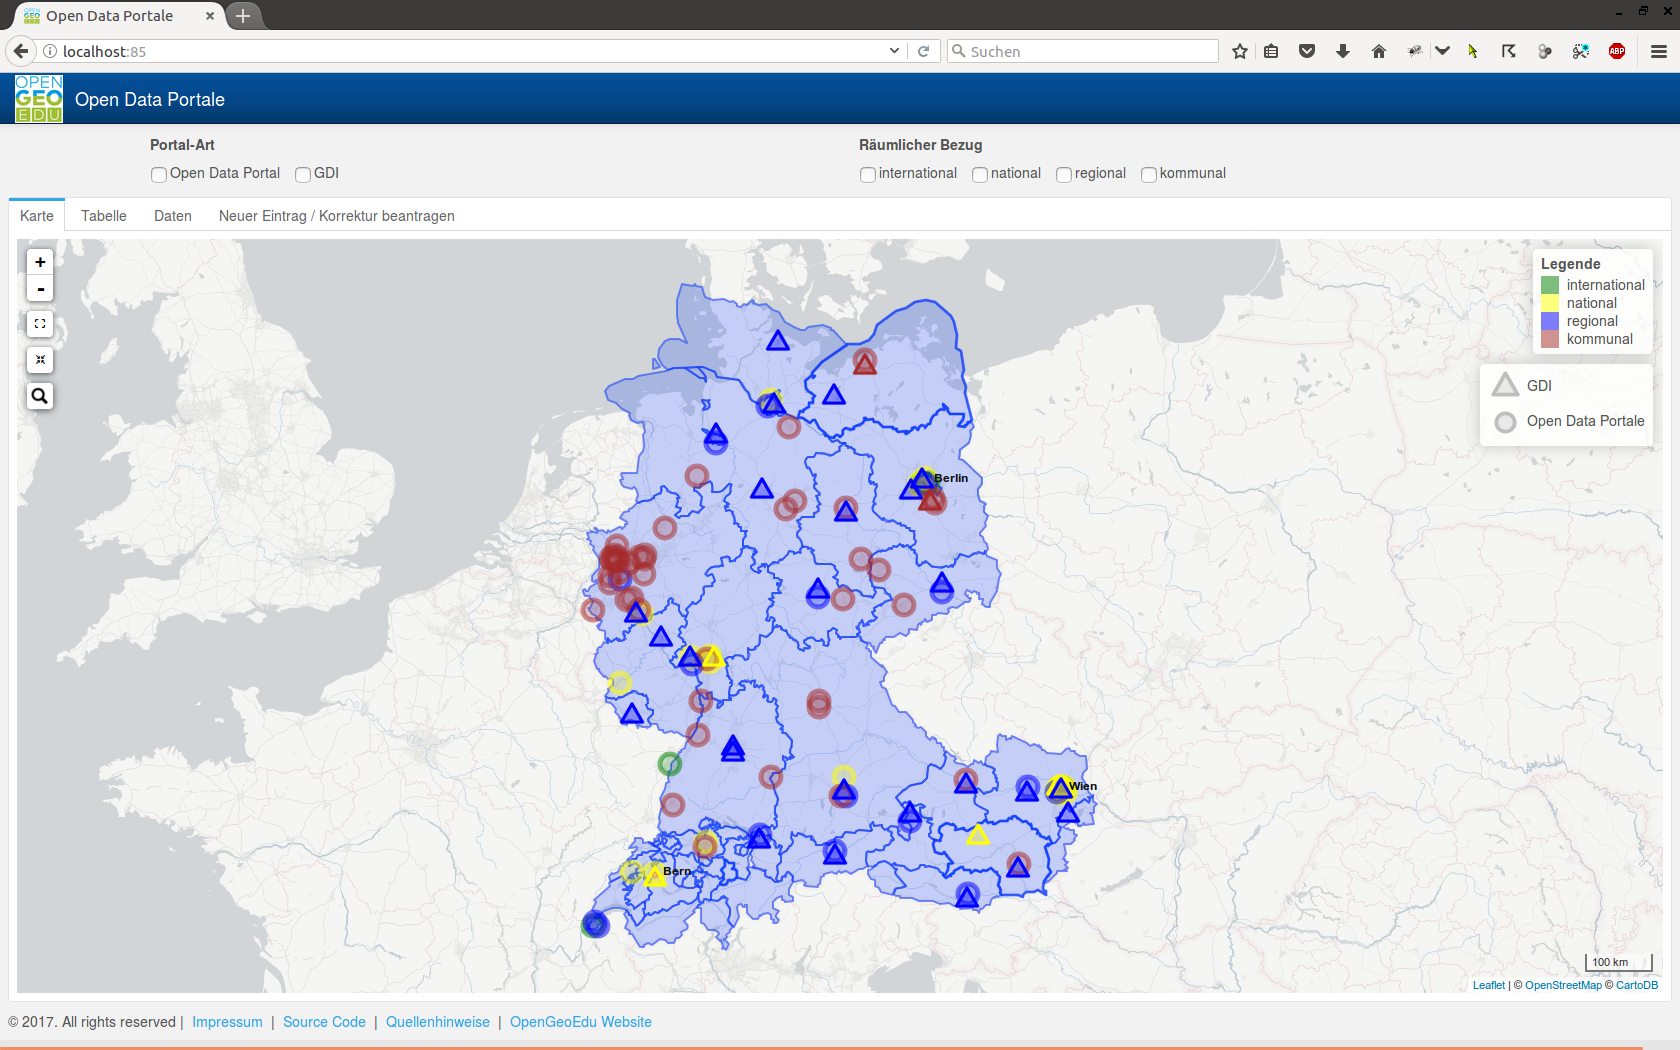 Open Data Portale
localhost:85
Suchen
ABP
OPEN
GEO
EDU
Open Data Portale
Portal-Art
Räumlicher Bezug
Open Data Portal GDI
international national regional kommunal
Karte Tabelle Daten Neuer Eintrag / Korrektur beantragen
+
-
Legende
international
national
regional
kommunal
GDI
Open Data Portale
Berlin
Wien
Bern
100 km
Leaflet | © OpenStreetMap © CartoDB
© 2017. All rights reserved | Impressum | Source Code | Quellenhinweise | OpenGeoEdu Website